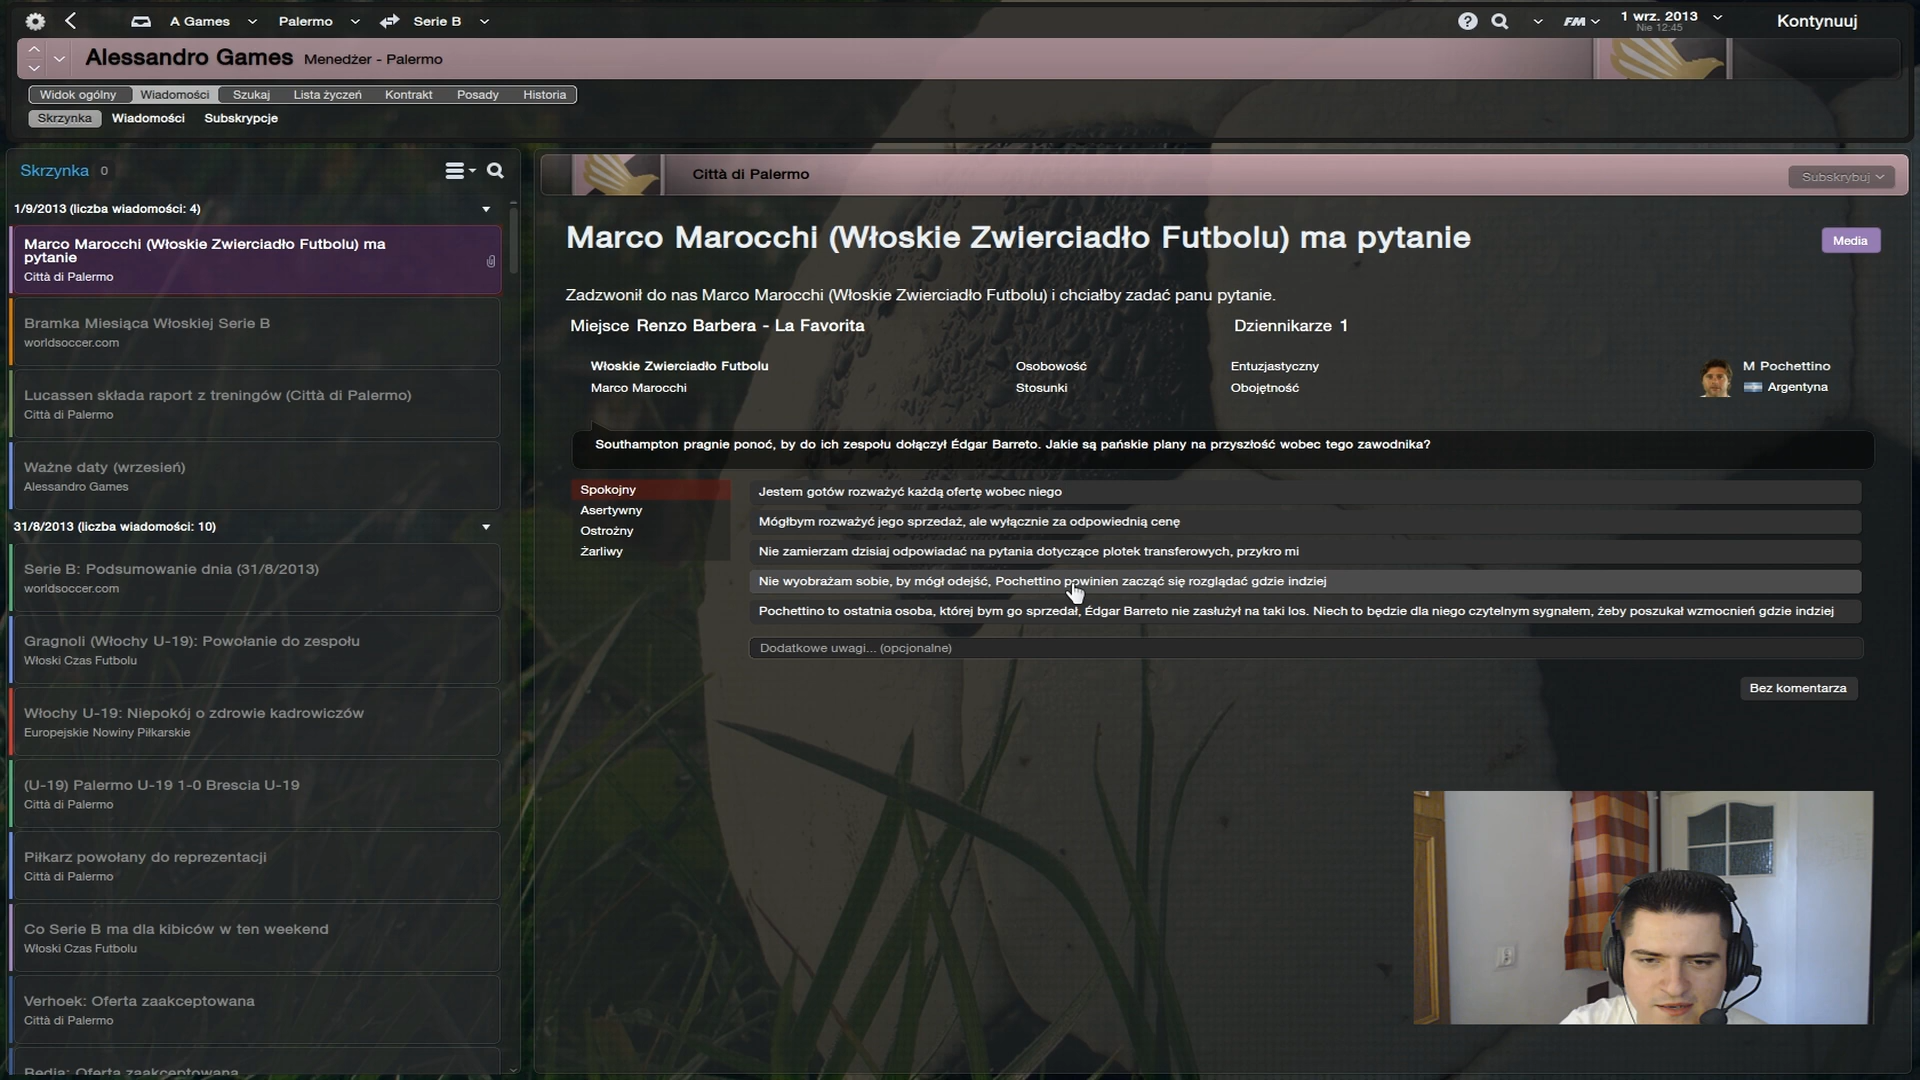 A Games
Palermo
Serie B
FM
1 wrz. 2013
Nie 12:45
Kontynuuj
Alessandro Games Menedżer - Palermo
Widok ogólny Wiadomości Szukaj Lista życzeń Kontrakt Posady Historia
Skrzynka Wiadomości Subskrypcje
Skrzynka 0
1/9/2013 (liczba wiadomości: 4)
Marco Marocchi (Włoskie Zwierciadło Futbolu) ma
pytanie
Città di Palermo
Bramka Miesiąca Włoskiej Serie B
worldsoccer.com
Lucassen składa raport z treningów (Città di Palermo)
Città di Palermo
Ważne daty (wrzesień)
Alessandro Games
31/8/2013 (liczba wiadomości: 10)
Serie B: Podsumowanie dnia (31/8/2013)
worldsoccer.com
Gragnoli (Włochy U-19): Powołanie do zespołu
Włoski Czas Futbolu
Włochy U-19: Niepokój o zdrowie kadrowiczów
Europejskie Nowiny Piłkarskie
(U-19) Palermo U-19 1-0 Brescia U-19
Città di Palermo
Piłkarz powołany do reprezentacji
Città di Palermo
Co Serie B ma dla kibiców w ten weekend
Włoski Czas Futbolu
Verhoek: Oferta zaakceptowana
Città di Palermo
Bedia: Oferta zaakceptowana
Città di Palermo
Subskrybuj
Marco Marocchi (Włoskie Zwierciadło Futbolu) ma pytanie
Media
Zadzwonił do nas Marco Marocchi (Włoskie Zwierciadło Futbolu) i chciałby zadać panu pytanie.
Miejsce Renzo Barbera - La Favorita
Dziennikarze 1
Włoskie Zwierciadło Futbolu Osobowość Entuzjastyczny
Marco Marocchi Stosunki Obojętność
M Pochettino
Argentyna
Southampton pragnie ponoć, by do ich zespołu dołączył Édgar Barreto. Jakie są pańskie plany na przyszłość wobec tego zawodnika?
Spokojny
Asertywny
Ostrożny
Żarliwy
Jestem gotów rozważyć każdą ofertę wobec niego
Mógłbym rozważyć jego sprzedaż, ale wyłącznie za odpowiednią cenę
Nie zamierzam dzisiaj odpowiadać na pytania dotyczące plotek transferowych, przykro mi
Nie wyobrażam sobie, by mógł odejść, Pochettino powinien zacząć się rozglądać gdzie indziej
Pochettino to ostatnia osoba, której bym go sprzedał, Édgar Barreto nie zasłużył na taki los. Niech to będzie dla niego czytelnym sygnałem, żeby poszukał wzmocnień gdzie indziej
Dodatkowe uwagi... (opcjonalne)
Bez komentarza